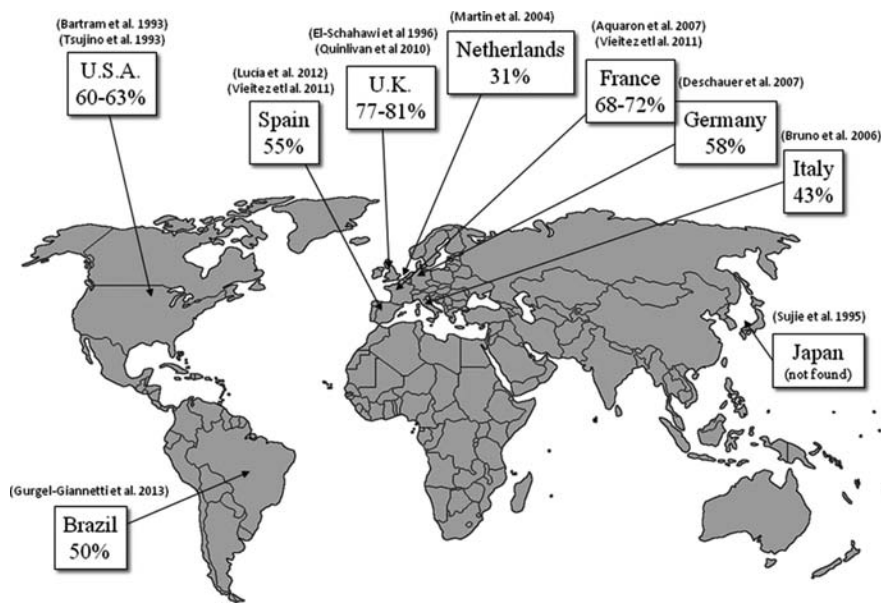 (Bartram et al. 1993)
(Tsujino et al. 1993)
U.S.A.
60-63%
(Lucia et al. 2012)
(Vieitez etl al. 2011)
Spain
55%
(El-Schahawi et al 1996)
(Quinlivan et al 2010)
U.K.
77-81%
(Martin et al. 2004)
Netherlands
31%
(Aquaron et al. 2007)
(Vieitez etl al. 2011)
France
68-72%
(Deschauer et al. 2007)
Germany
58%
(Bruno et al. 2006)
Italy
43%
(Sujie et al. 1995)
Japan
(not found)
(Gurgel-Giannetti et al. 2013)
Brazil
50%